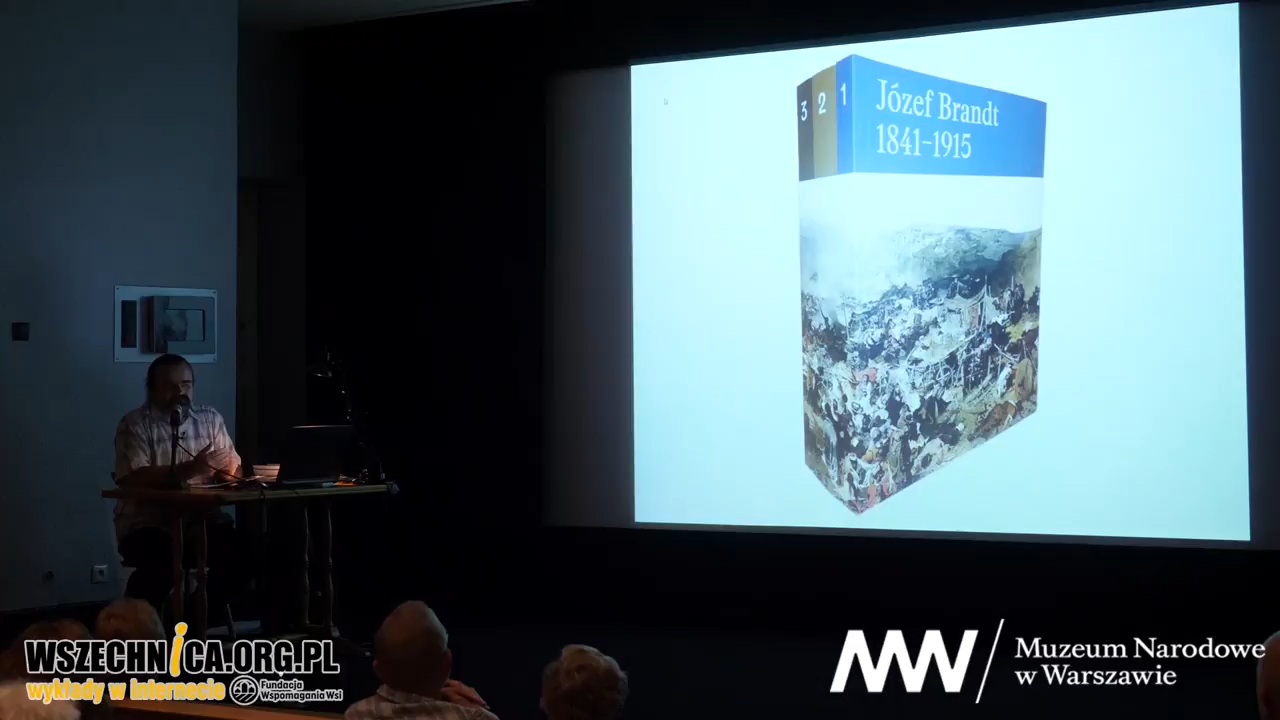 3 2 1
Józef Brandt
1841–1915
WSZECHNICA.ORG.PL
wykłady w internecie
Fundacja
Wspomagania Wsi
MNW
Muzeum Narodowe
w Warszawie